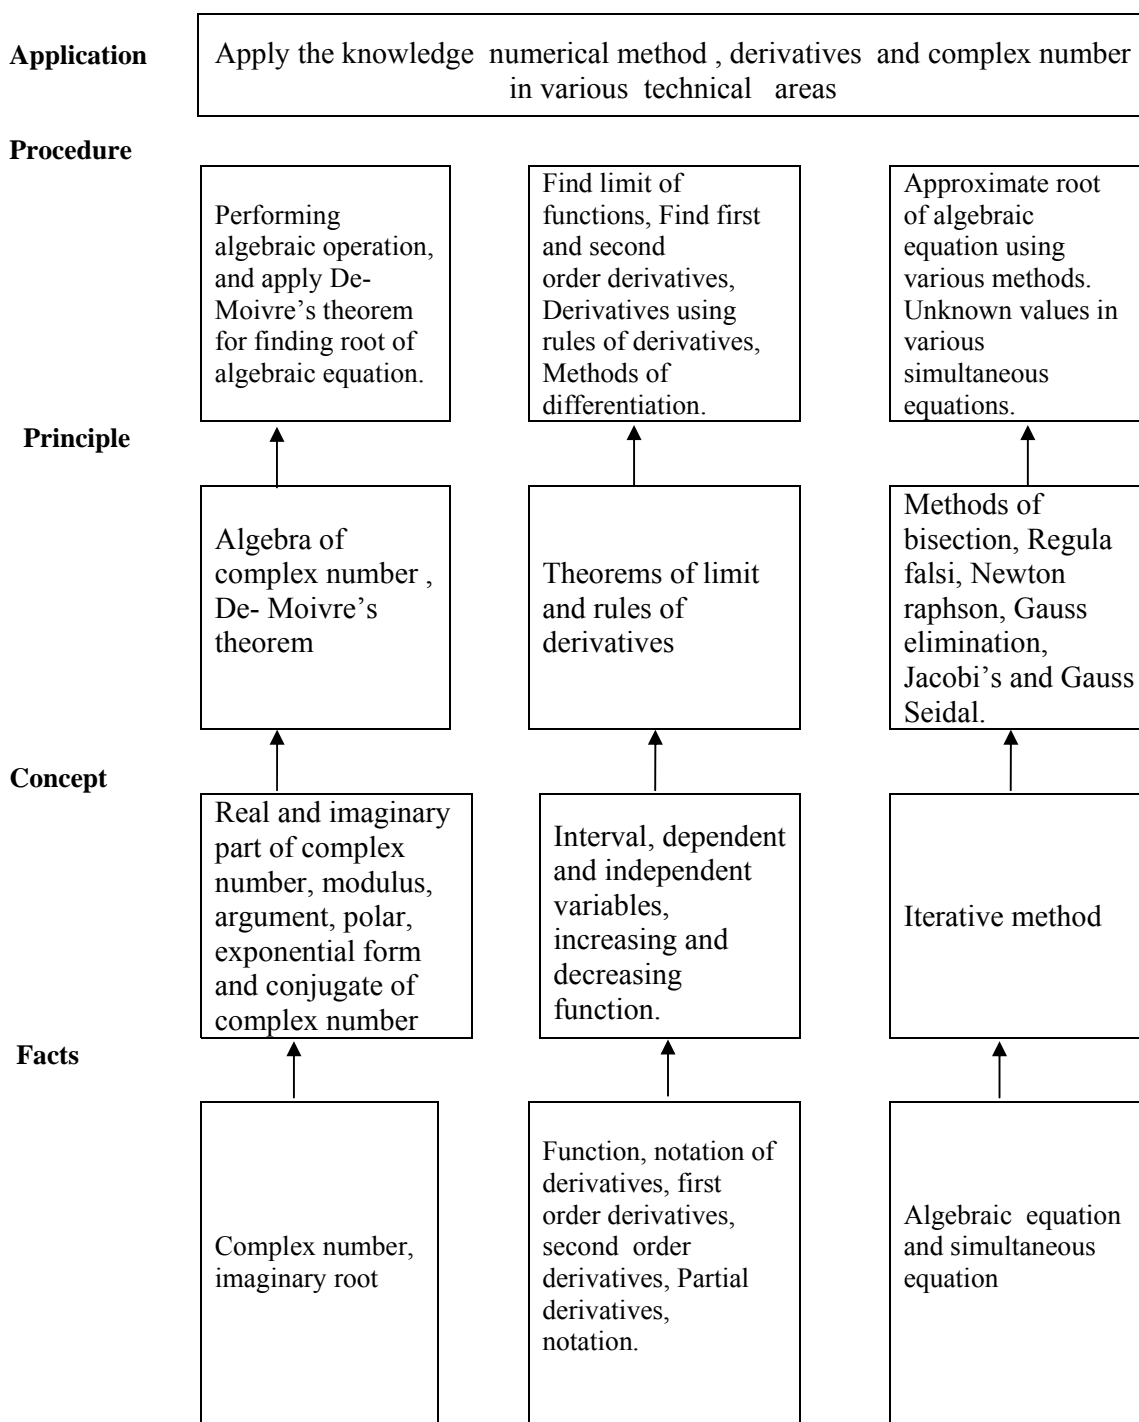 Application
Apply the knowledge numerical method , derivatives and complex number
in various technical areas
Procedure
Performing
algebraic operation,
and apply De-
Moivre’s theorem
for finding root of
algebraic equation.
Find limit of
functions, Find first
and second
order derivatives,
Derivatives using
rules of derivatives,
Methods of
differentiation.
Approximate root
of algebraic
equation using
various methods.
Unknown values in
various
simultaneous
equations.
Principle
Algebra of
complex number ,
De- Moivre’s
theorem
Theorems of limit
and rules of
derivatives
Methods of
bisection, Regula
falsi, Newton
raphson, Gauss
elimination,
Jacobi’s and Gauss
Seidal.
Concept
Real and imaginary
part of complex
number, modulus,
argument, polar,
exponential form
and conjugate of
complex number
Interval, dependent
and independent
variables,
increasing and
decreasing
function.
Iterative method
Facts
Complex number,
imaginary root
Function, notation of
derivatives, first
order derivatives,
second order
derivatives, Partial
derivatives,
notation.
Algebraic equation
and simultaneous
equation